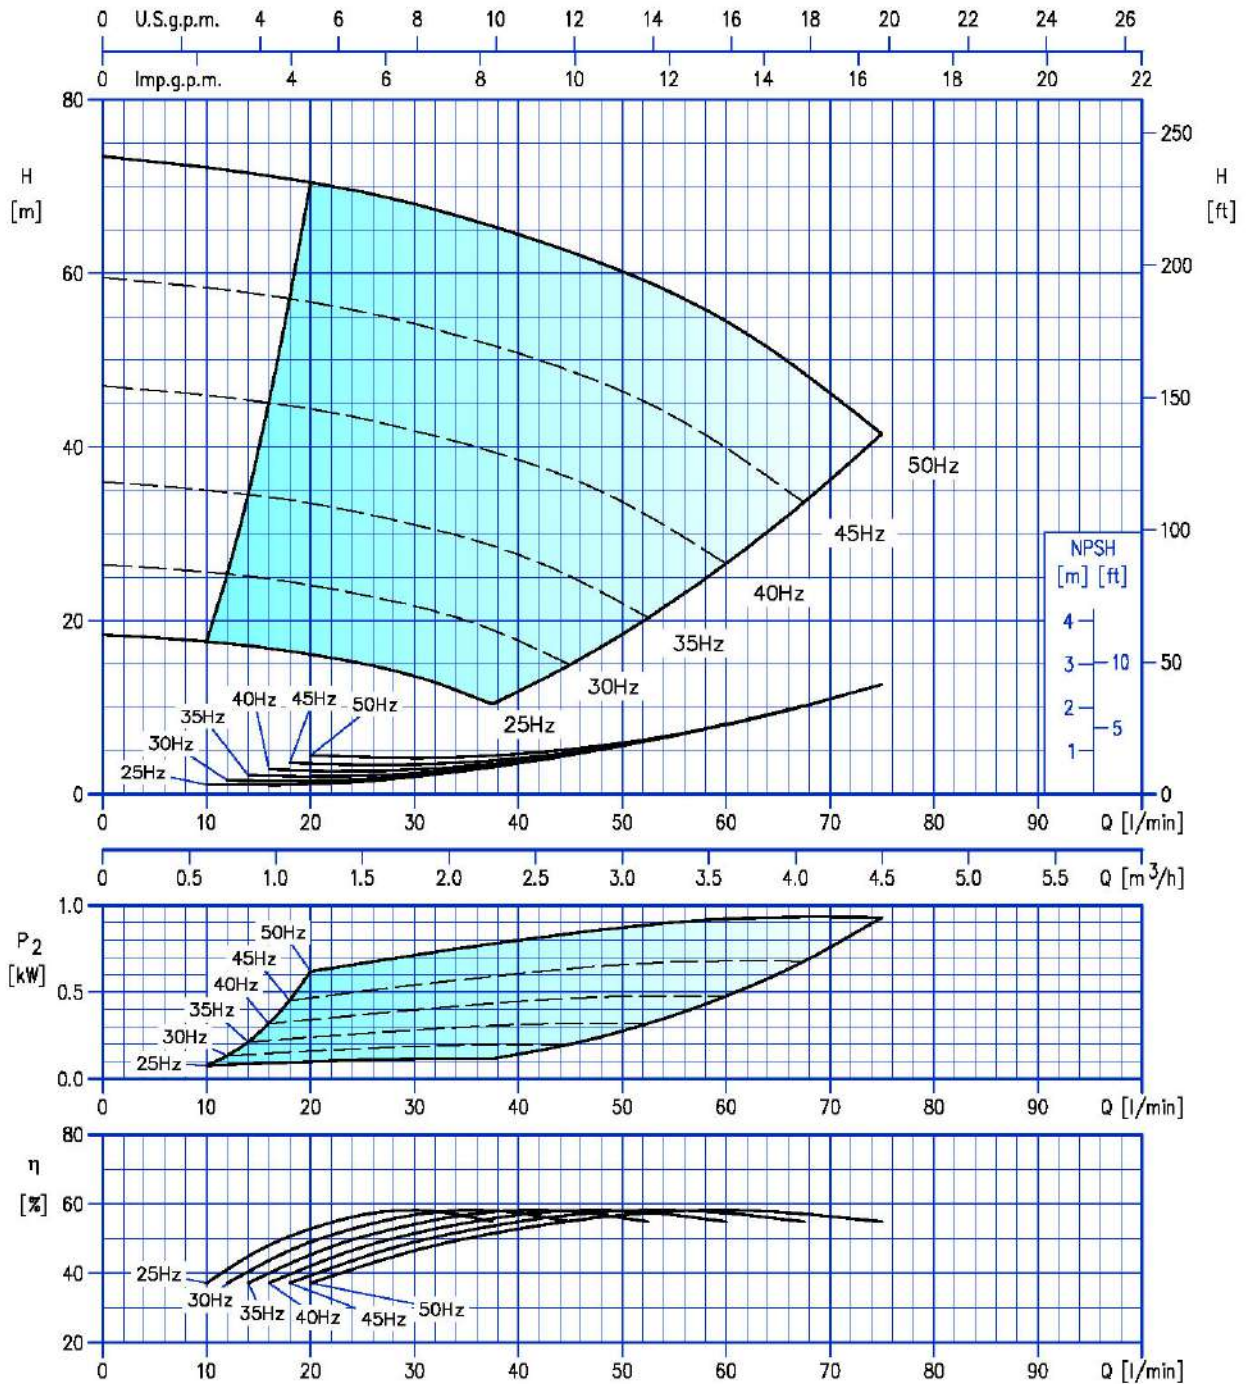 0 U.S.g.p.m. 4 6 8 10 12 14 16 18 20 22 24 26
0 Imp.g.p.m. 4 6 8 10 12 14 16 18 20 22
80
250
H
[m]
H
[ft]
60
200
150
40
50Hz
45Hz
100
NPSH
[m] [ft]
40Hz
20
4
35Hz
3
10
50
30Hz
40Hz
45Hz
50Hz
2
35Hz
25Hz
5
30Hz
1
25Hz
0
0
0 10 20 30 40 50 60 70 80 90 Q [l/min]
0 0.5 1.0 1.5 2.0 2.5 3.0 3.5 4.0 4.5 5.0 5.5 Q [m³/h]
1.0
P2
[kW]
50Hz
45Hz
40Hz
0.5
35Hz
30Hz
25Hz
0.0
0 10 20 30 40 50 60 70 80 90 Q [l/min]
80
η
[%]
60
40
25Hz
30Hz
35Hz
40Hz
45Hz
50Hz
20
0 10 20 30 40 50 60 70 80 90 Q [l/min]